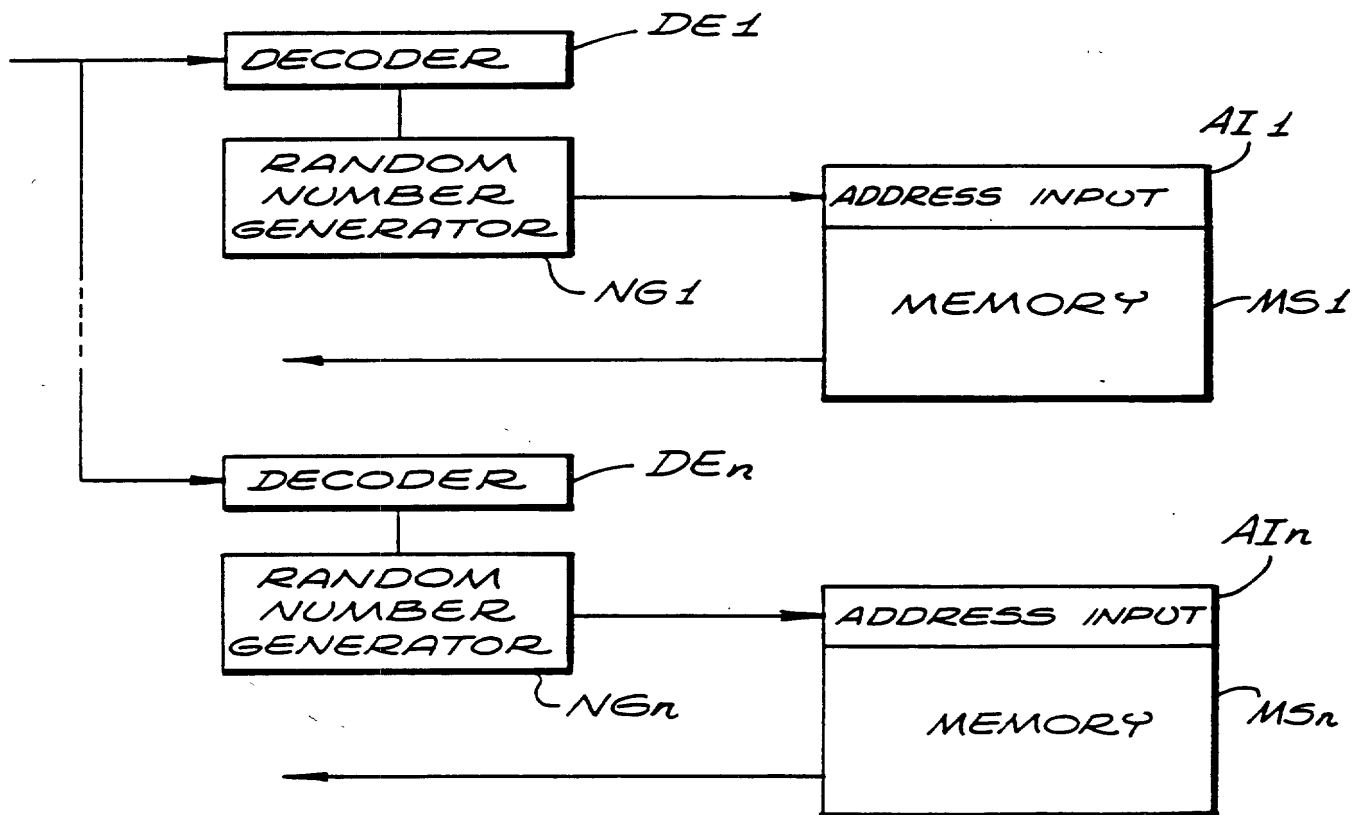 DE1
DECODER
RANDOM
NUMBER
GENERATOR
NG1
AI1
ADDRESS INPUT
MEMORY
MS1
DECODER
DEn
RANDOM
NUMBER
GENERATOR
NGn
AIn
ADDRESS INPUT
MEMORY
MSn